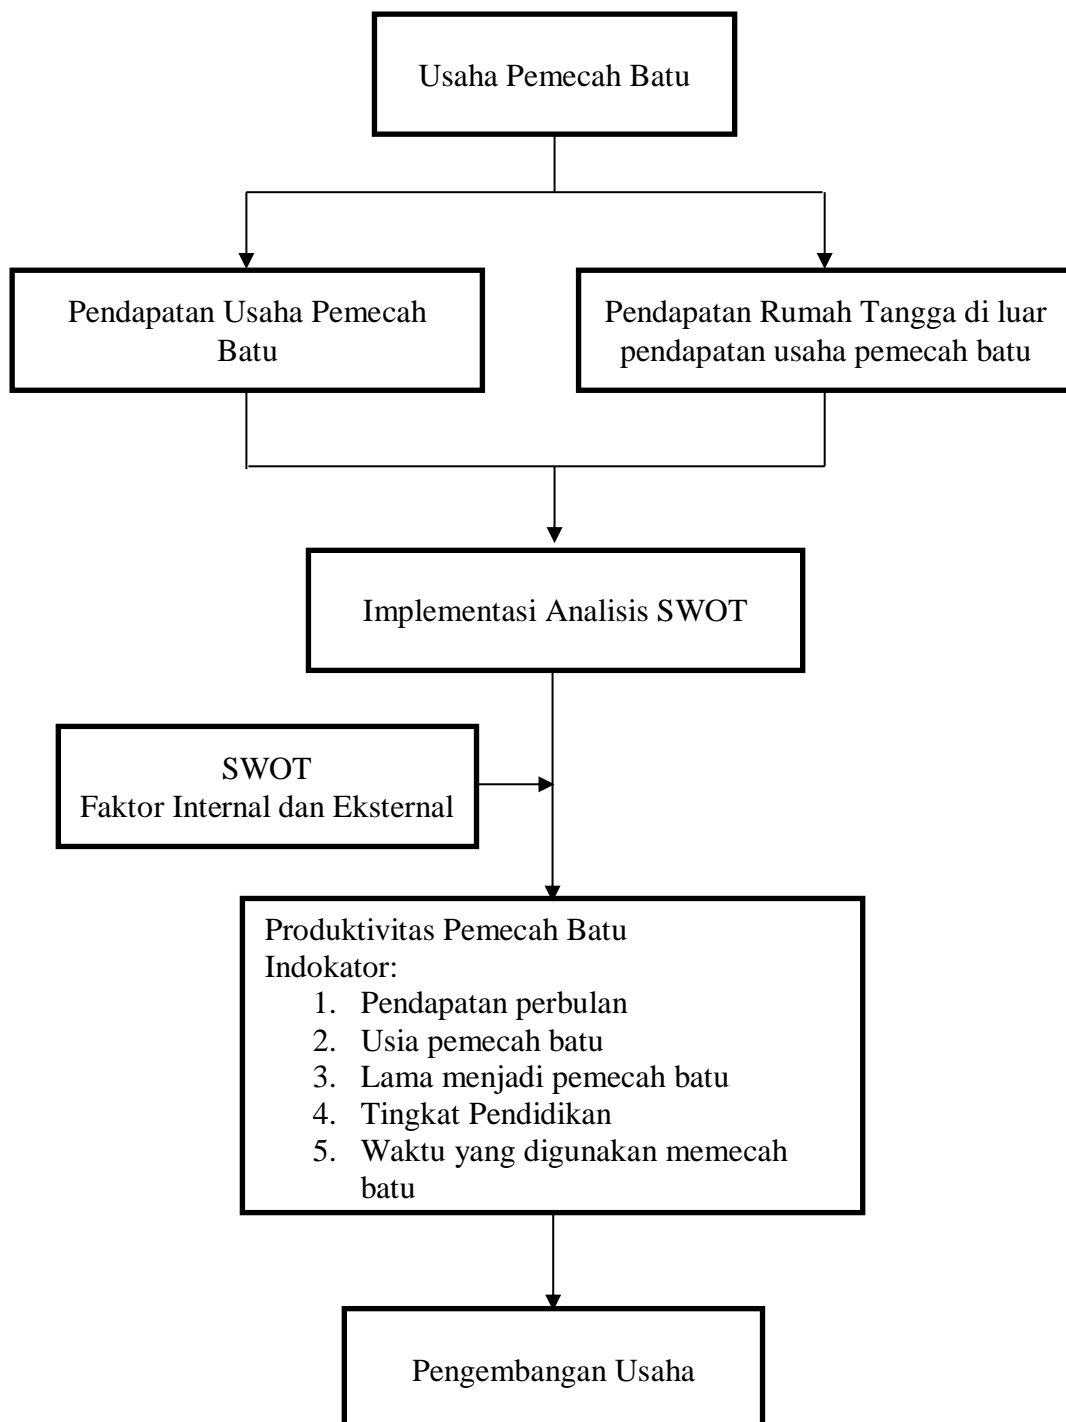 Usaha Pemecah Batu
Pendapatan Usaha Pemecah
Batu
Pendapatan Rumah Tangga di luar
pendapatan usaha pemecah batu
Implementasi Analisis SWOT
SWOT
Faktor Internal dan Eksternal
Produktivitas Pemecah Batu
Indokator:
1. Pendapatan perbulan
2. Usia pemecah batu
3. Lama menjadi pemecah batu
4. Tingkat Pendidikan
5. Waktu yang digunakan memecah
batu
Pengembangan Usaha